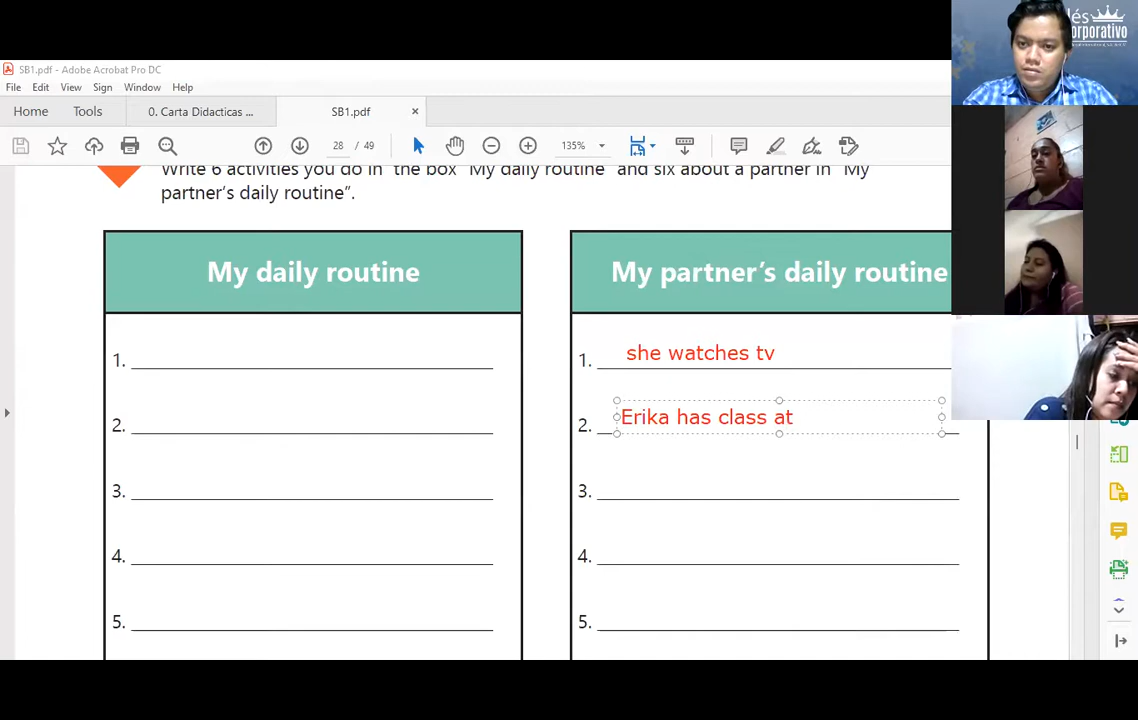 SB1.pdf - Adobe Acrobat Pro DC
File Edit View Sign Window Help
Home Tools 0. Carta Didacticas ... SB1.pdf ×
28 / 49 135%
Write 6 activities you do in "the box "My daily routine" and six about a partner in "My
partner's daily routine".
My daily routine
1.
2.
3.
4.
5.
My partner's daily routine
1. she watches tv
2. Erika has class at
3.
4.
5.
lés
orporativo